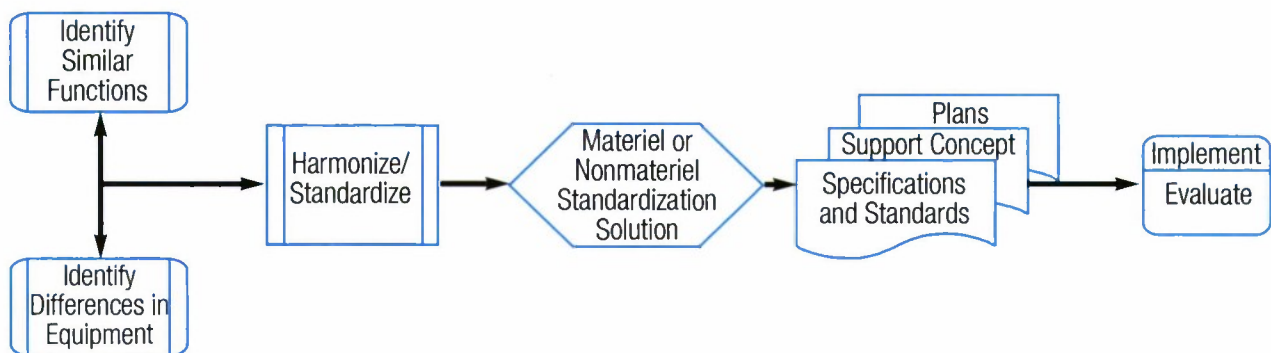 Identify
Similar
Functions
Identify
Differences in
Equipment
Harmonize/
Standardize
Materiel or
Nonmateriel
Standardization
Solution
Plans
Support Concept
Specifications
and Standards
Implement
Evaluate